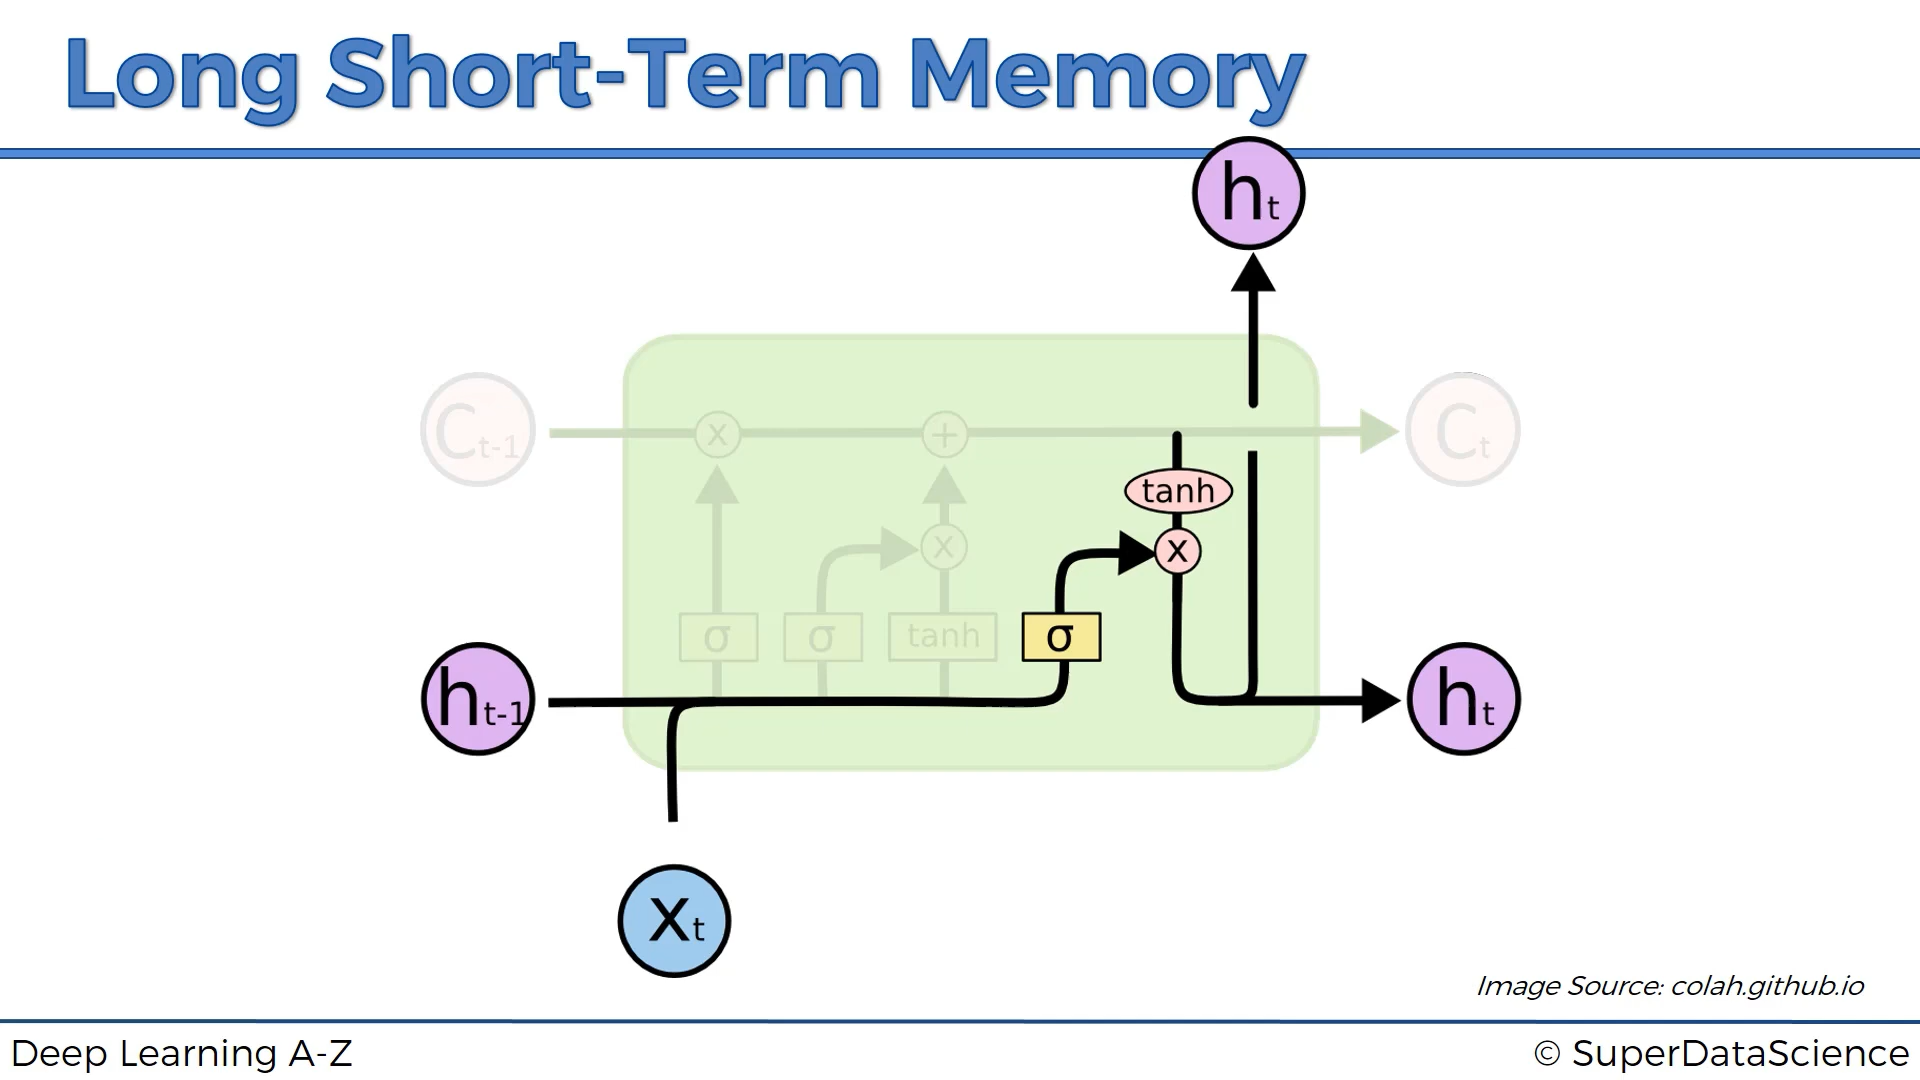 Long Short-Term Memory
ht
Ct-1
x
+
Ct
tanh
x
x
σ
σ
tanh
σ
ht-1
ht
xt
Image Source: colah.github.io
Deep Learning A-Z
© SuperDataScience